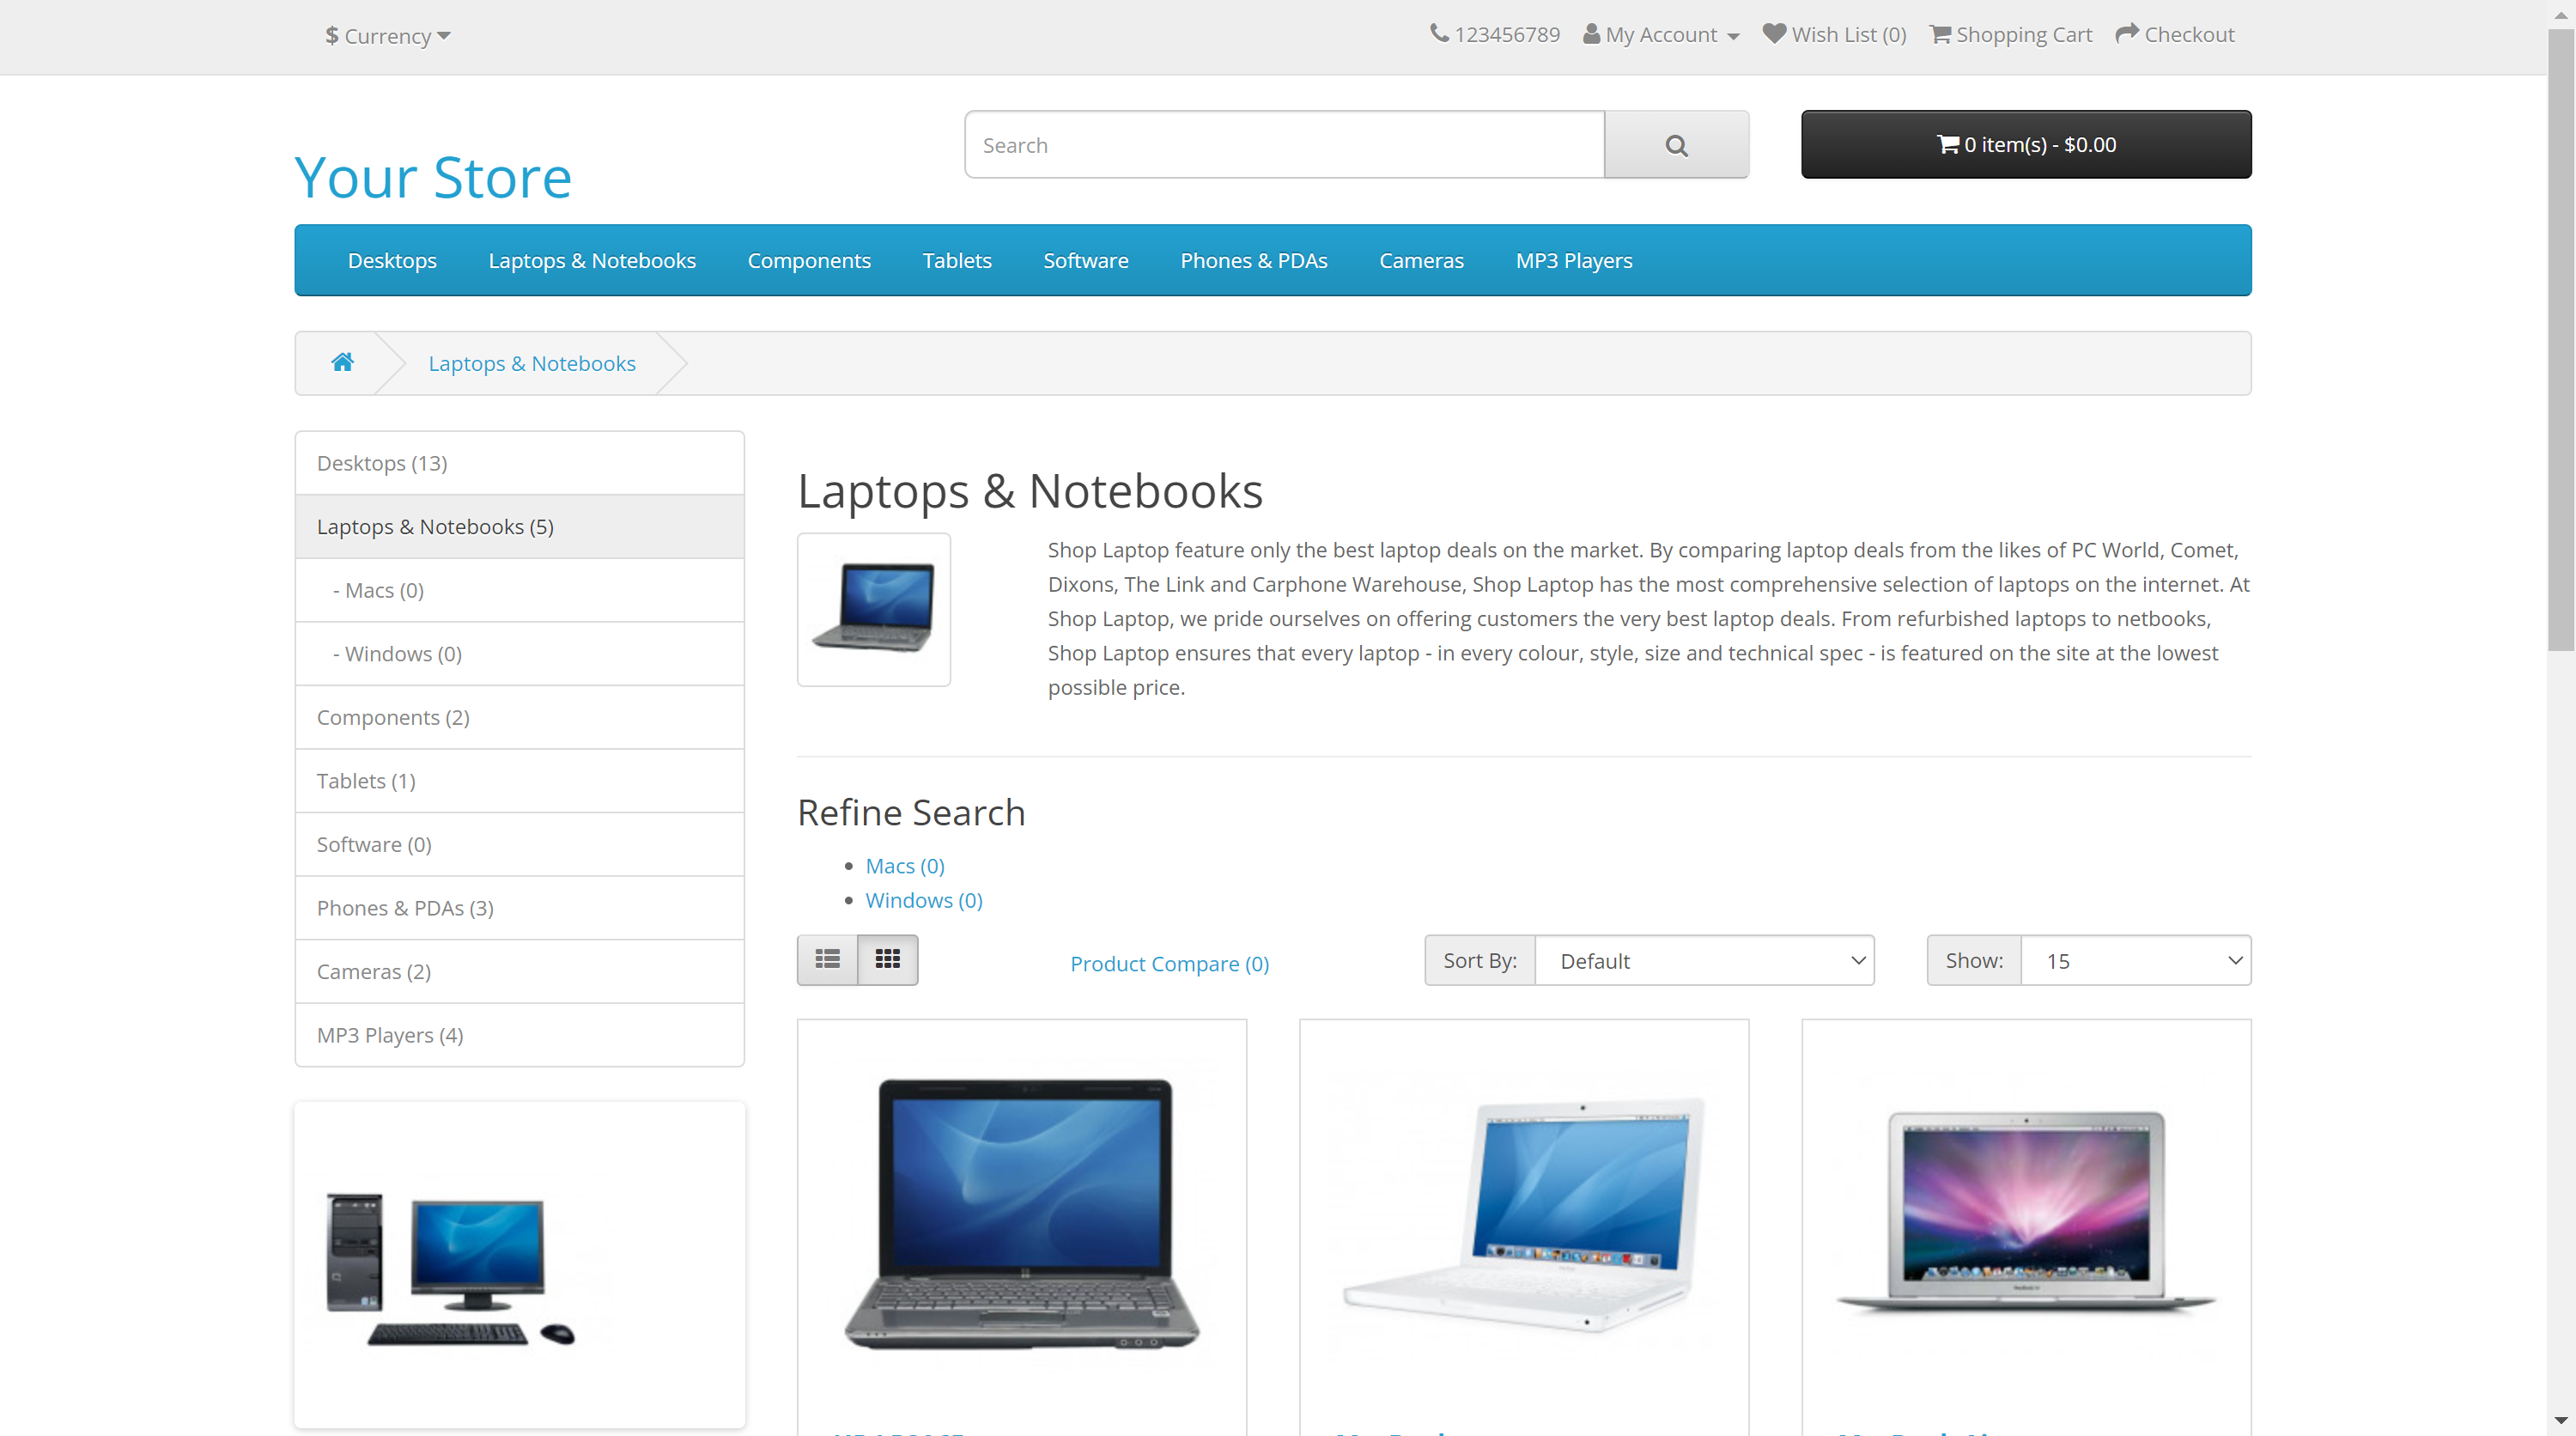 $ Currency
123456789
My Account
Wish List (0)
Shopping Cart
Checkout
Your Store
Search
0 item(s) - $0.00
Desktops
Laptops & Notebooks
Components
Tablets
Software
Phones & PDAs
Cameras
MP3 Players
Laptops & Notebooks
Desktops (13)
Laptops & Notebooks (5)
- Macs (0)
- Windows (0)
Components (2)
Tablets (1)
Software (0)
Phones & PDAs (3)
Cameras (2)
MP3 Players (4)
Laptops & Notebooks
Shop Laptop feature only the best laptop deals on the market. By comparing laptop deals from the likes of PC World, Comet,
Dixons, The Link and Carphone Warehouse, Shop Laptop has the most comprehensive selection of laptops on the internet. At
Shop Laptop, we pride ourselves on offering customers the very best laptop deals. From refurbished laptops to netbooks,
Shop Laptop ensures that every laptop - in every colour, style, size and technical spec - is featured on the site at the lowest
possible price.
Refine Search
Macs (0)
Windows (0)
Product Compare (0)
Sort By:
Default
Show:
15